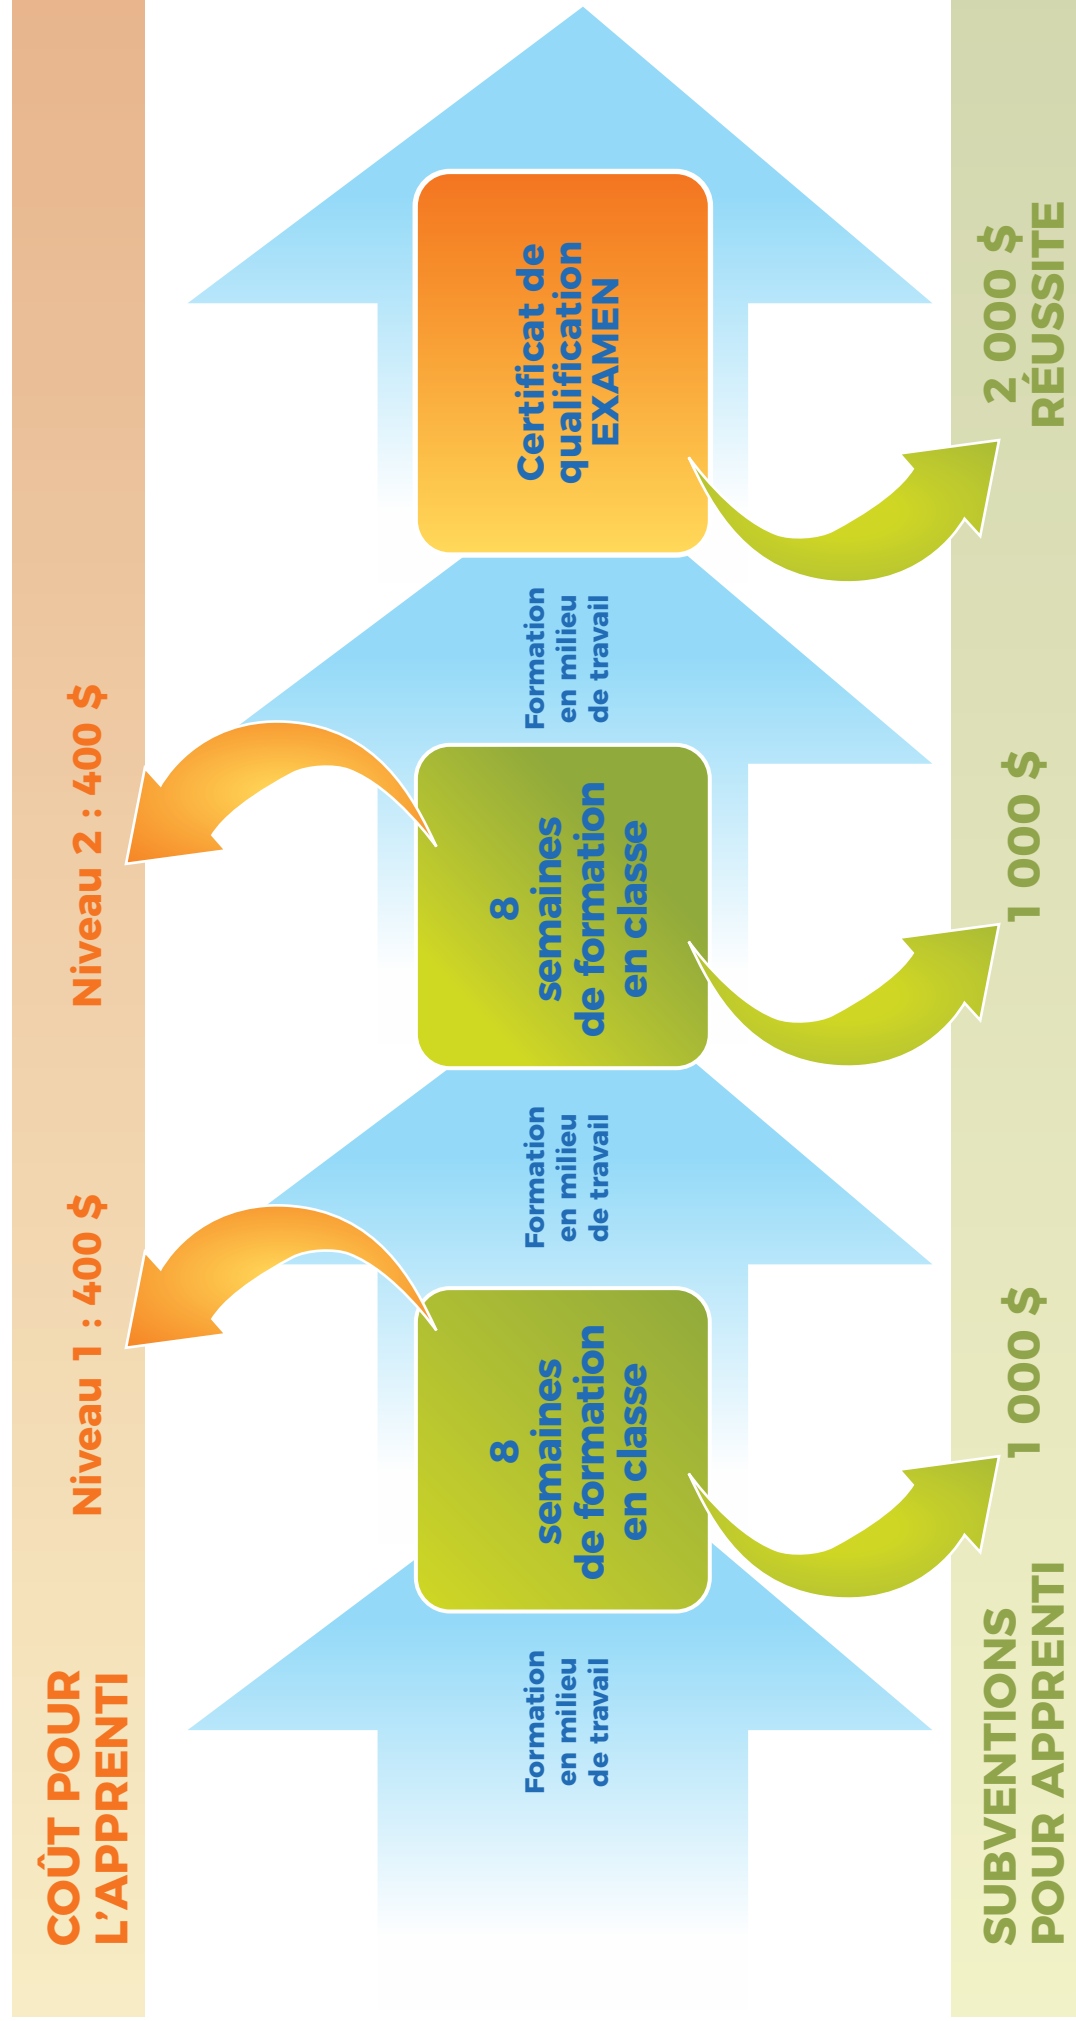 COÛT POUR
L'APPRENTI
Niveau 1 : 400 $
Niveau 2 : 400 $
Formation
en milieu
de travail
8
semaines
de formation
en classe
Formation
en milieu
de travail
8
semaines
de formation
en classe
Formation
en milieu
de travail
Certificat de
qualification
EXAMEN
SUBVENTIONS
POUR APPRENTI
1 000 $
1 000 $
2 000 $
RÉUSSITE